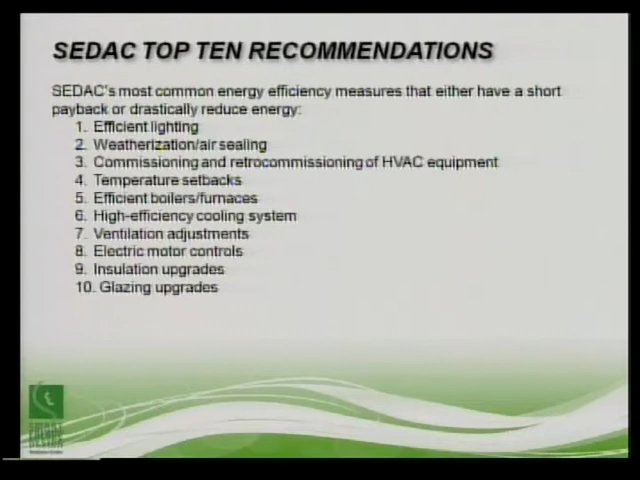 SEDAC TOP TEN RECOMMENDATIONS
SEDAC's most common energy efficiency measures that either have a short
payback or drastically reduce energy:
1. Efficient lighting
2. Weatherization/air sealing
3. Commissioning and retrocommissioning of HVAC equipment
4. Temperature setbacks
5. Efficient boilers/furnaces
6. High-efficiency cooling system
7. Ventilation adjustments
8. Electric motor controls
9. Insulation upgrades
10. Glazing upgrades